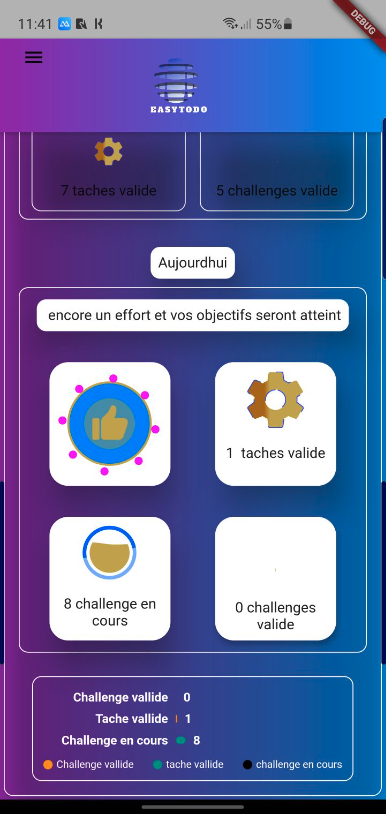 11:41
55%
DEBUG
EASYTODO
7 taches valide
5 challenges valide
Aujourdhui
encore un effort et vos objectifs seront atteint
1 taches valide
8 challenge en
cours
0 challenges
valide
Challenge vallide 0
Tache vallide 1
Challenge en cours 8
Challenge vallide
tache vallide
challenge en cours